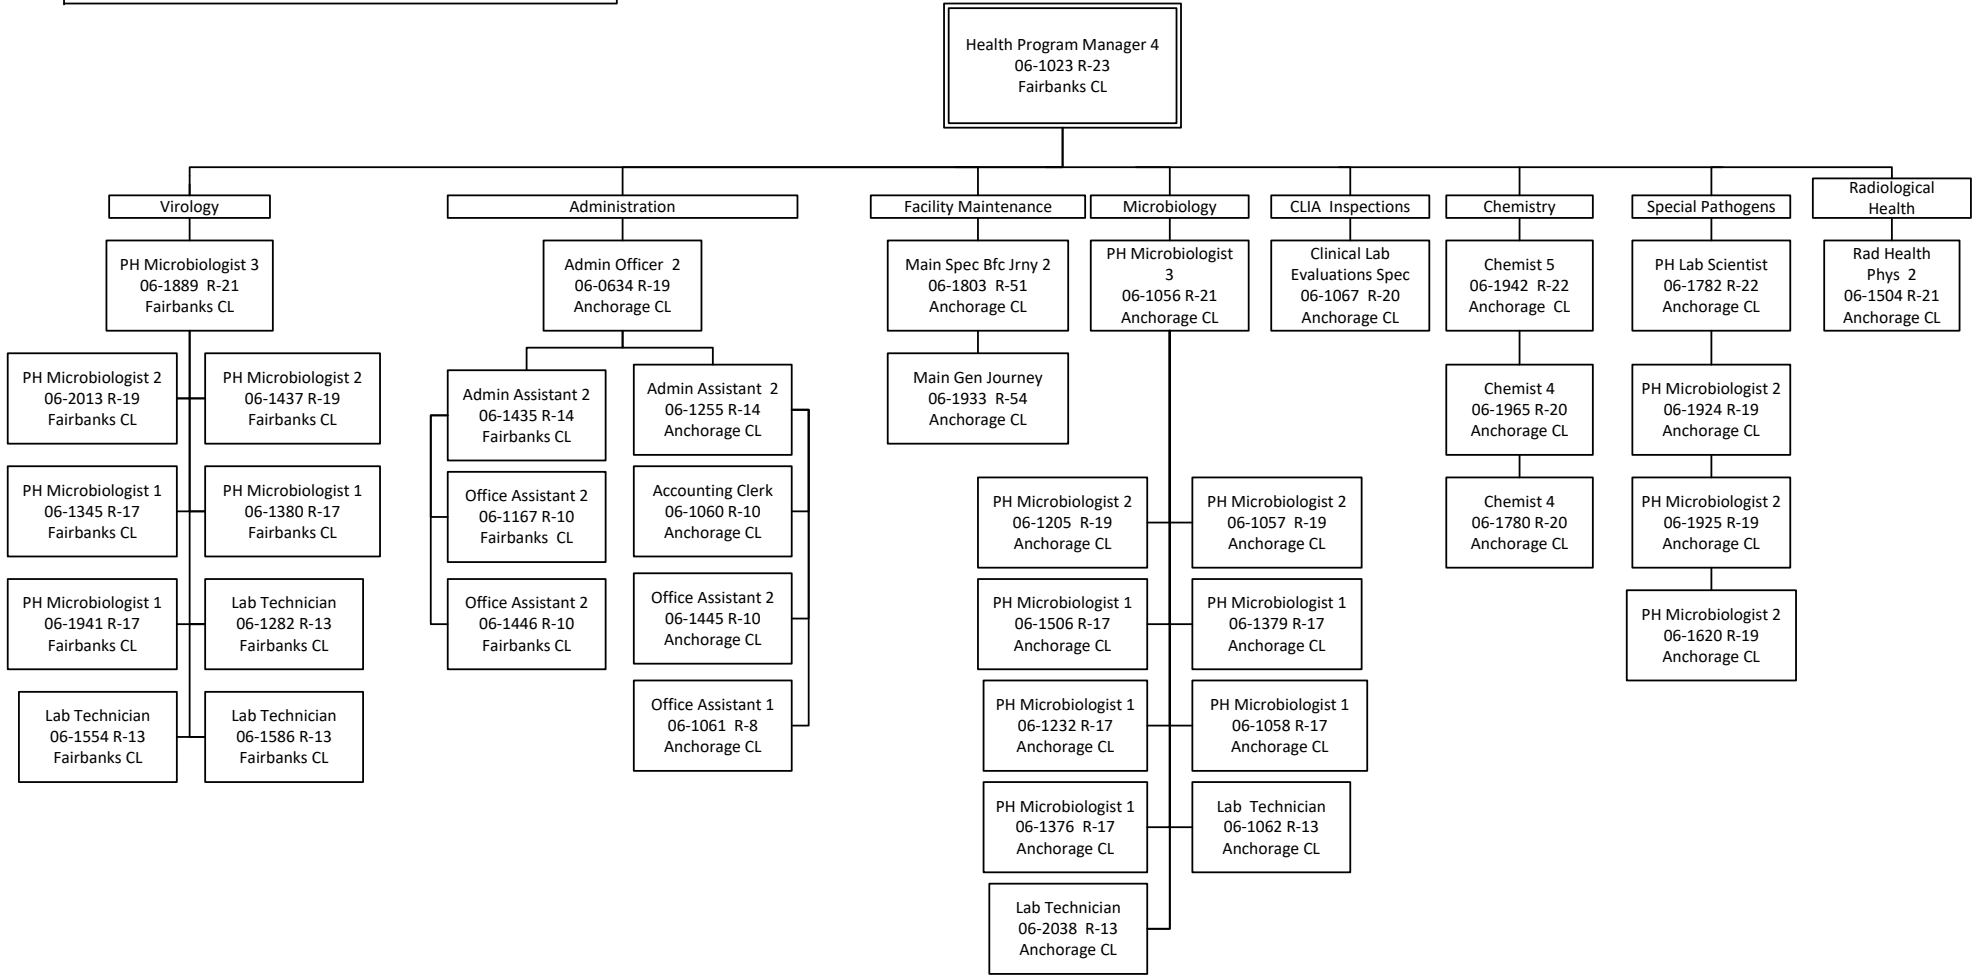 Health Program Manager 4
06-1023 R-23
Fairbanks CL
Virology
Administration
Facility Maintenance
Microbiology
CLIA Inspections
Chemistry
Special Pathogens
Radiological
Health
PH Microbiologist 3
06-1889 R-21
Fairbanks CL
Admin Officer 2
06-0634 R-19
Anchorage CL
Main Spec Bfc Jrny 2
06-1803 R-51
Anchorage CL
PH Microbiologist
3
06-1056 R-21
Anchorage CL
Clinical Lab
Evaluations Spec
06-1067 R-20
Anchorage CL
Chemist 5
06-1942 R-22
Anchorage CL
PH Lab Scientist
06-1782 R-22
Anchorage CL
Rad Health
Phys 2
06-1504 R-21
Anchorage CL
PH Microbiologist 2
06-2013 R-19
Fairbanks CL
PH Microbiologist 2
06-1437 R-19
Fairbanks CL
PH Microbiologist 1
06-1345 R-17
Fairbanks CL
PH Microbiologist 1
06-1380 R-17
Fairbanks CL
PH Microbiologist 1
06-1941 R-17
Fairbanks CL
Lab Technician
06-1282 R-13
Fairbanks CL
Lab Technician
06-1554 R-13
Fairbanks CL
Lab Technician
06-1586 R-13
Fairbanks CL
Admin Assistant 2
06-1435 R-14
Fairbanks CL
Office Assistant 2
06-1167 R-10
Fairbanks CL
Office Assistant 2
06-1446 R-10
Fairbanks CL
Admin Assistant 2
06-1255 R-14
Anchorage CL
Accounting Clerk
06-1060 R-10
Anchorage CL
Office Assistant 2
06-1445 R-10
Anchorage CL
Office Assistant 1
06-1061 R-8
Anchorage CL
Main Gen Journey
06-1933 R-54
Anchorage CL
PH Microbiologist 2
06-1205 R-19
Anchorage CL
PH Microbiologist 2
06-1057 R-19
Anchorage CL
PH Microbiologist 1
06-1506 R-17
Anchorage CL
PH Microbiologist 1
06-1379 R-17
Anchorage CL
PH Microbiologist 1
06-1232 R-17
Anchorage CL
PH Microbiologist 1
06-1058 R-17
Anchorage CL
PH Microbiologist 1
06-1376 R-17
Anchorage CL
Lab Technician
06-1062 R-13
Anchorage CL
Lab Technician
06-2038 R-13
Anchorage CL
Chemist 4
06-1965 R-20
Anchorage CL
Chemist 4
06-1780 R-20
Anchorage CL
PH Microbiologist 2
06-1924 R-19
Anchorage CL
PH Microbiologist 2
06-1925 R-19
Anchorage CL
PH Microbiologist 2
06-1620 R-19
Anchorage CL